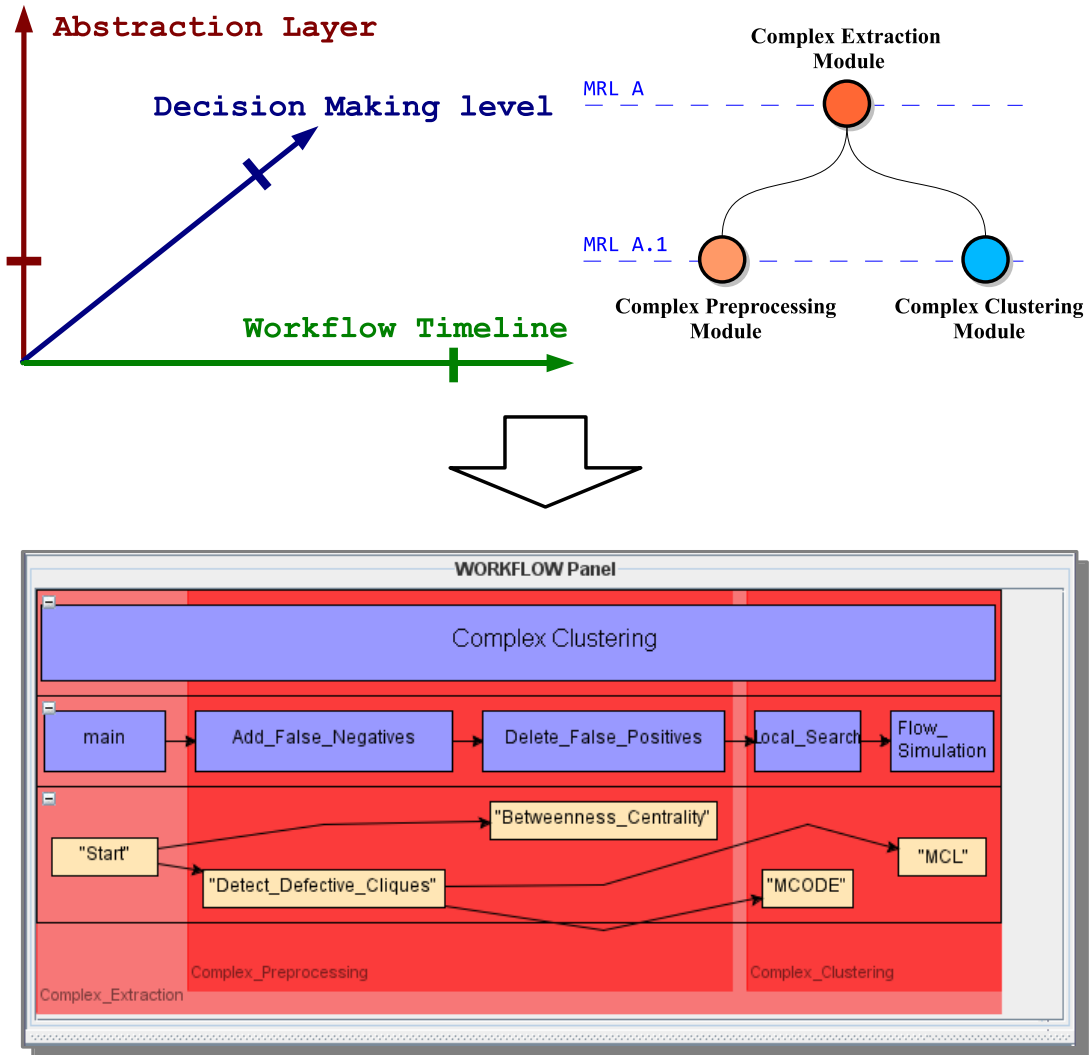 Abstraction Layer
Decision Making level
Workflow Timeline
Complex Extraction
Module
MRL A
MRL A.1
Complex Preprocessing
Module
Complex Clustering
Module
WORKFLOW Panel
Complex Clustering
main
Add_False_Negatives
Delete_False_Positives
Local_Search
Flow_
Simulation
"Betweenness_Centrality"
"Start"
"MCL"
"Detect_Defective_Cliques"
"MCODE"
Complex_Preprocessing
Complex_Clustering
Complex_Extraction